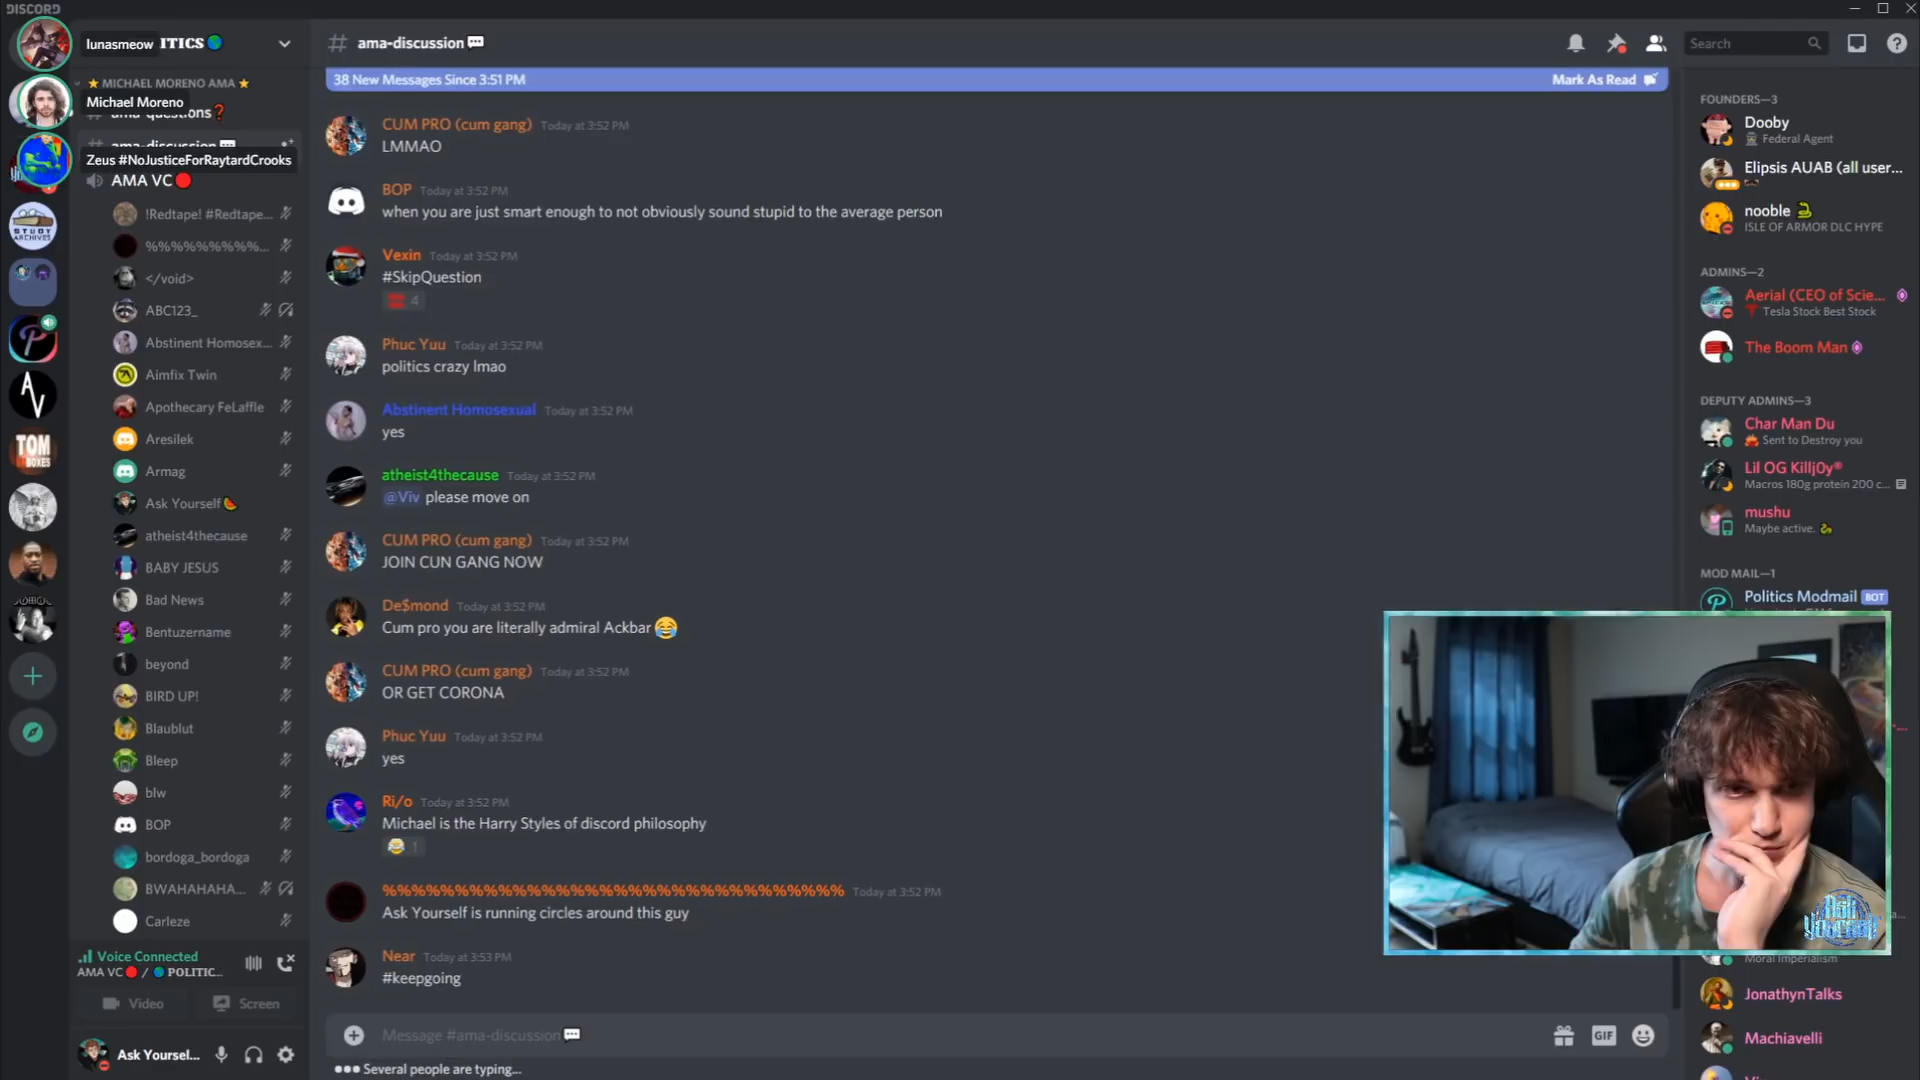 DISCORD
lunasmeow
ITICS
★ MICHAEL MORENO AMA ★
Michael Moreno
ama-questions❓
ama-discussion
Zeus #NoJusticeForRaytardCrooks
AMA VC
STUDY
ARCHIVES
TOM
BOXES
!Redtape! #Redtape...
%%%%%%%%%%...
</void>
ABC123_
Abstinent Homosex...
Aimfix Twin
Apothecary FeLaffle
Aresilek
Armag
Ask Yourself🍉
atheist4thecause
BABY JESUS
Bad News
Bentuzername
beyond
BIRD UP!
Blaublut
Bleep
blw
BOP
bordoga_bordoga
BWAHAHAHA...
Carleze
Voice Connected
AMA VC🔴 / 🌎 POLITIC...
Video
Screen
Ask Yoursel...
# ama-discussion💬
38 New Messages Since 3:51 PM
Mark As Read
CUM PRO (cum gang) Today at 3:52 PM
LMMAO
BOP Today at 3:52 PM
when you are just smart enough to not obviously sound stupid to the average person
Vexin Today at 3:52 PM
#SkipQuestion
4
Phuc Yuu Today at 3:52 PM
politics crazy lmao
Abstinent Homosexual Today at 3:52 PM
yes
atheist4thecause Today at 3:52 PM
@Viv please move on
CUM PRO (cum gang) Today at 3:52 PM
JOIN CUN GANG NOW
De$mond Today at 3:52 PM
Cum pro you are literally admiral Ackbar😂
CUM PRO (cum gang) Today at 3:52 PM
OR GET CORONA
Phuc Yuu Today at 3:52 PM
yes
Ri/o Today at 3:52 PM
Michael is the Harry Styles of discord philosophy
1
%%%%%%%%%%%%%%%%%%%%%%%%%%%%%%%% Today at 3:52 PM
Ask Yourself is running circles around this guy
Near Today at 3:53 PM
#keepgoing
Message #ama-discussion💬
GIF
Several people are typing...
Search
FOUNDERS—3
Dooby
Federal Agent
Elipsis AUAB (all user...
nooble
ISLE OF ARMOR DLC HYPE
ADMINS—2
Aerial (CEO of Scie...
Tesla Stock Best Stock
The Boom Man
DEPUTY ADMINS—3
Char Man Du
Sent to Destroy you
Lil OG Killj0y®
Macros 180g protein 200 c...
mushu
Maybe active.
MOD MAIL—1
Politics Modmail BOT
Ask
Yourself
Moral Imperialism
JonathynTalks
Machiavelli